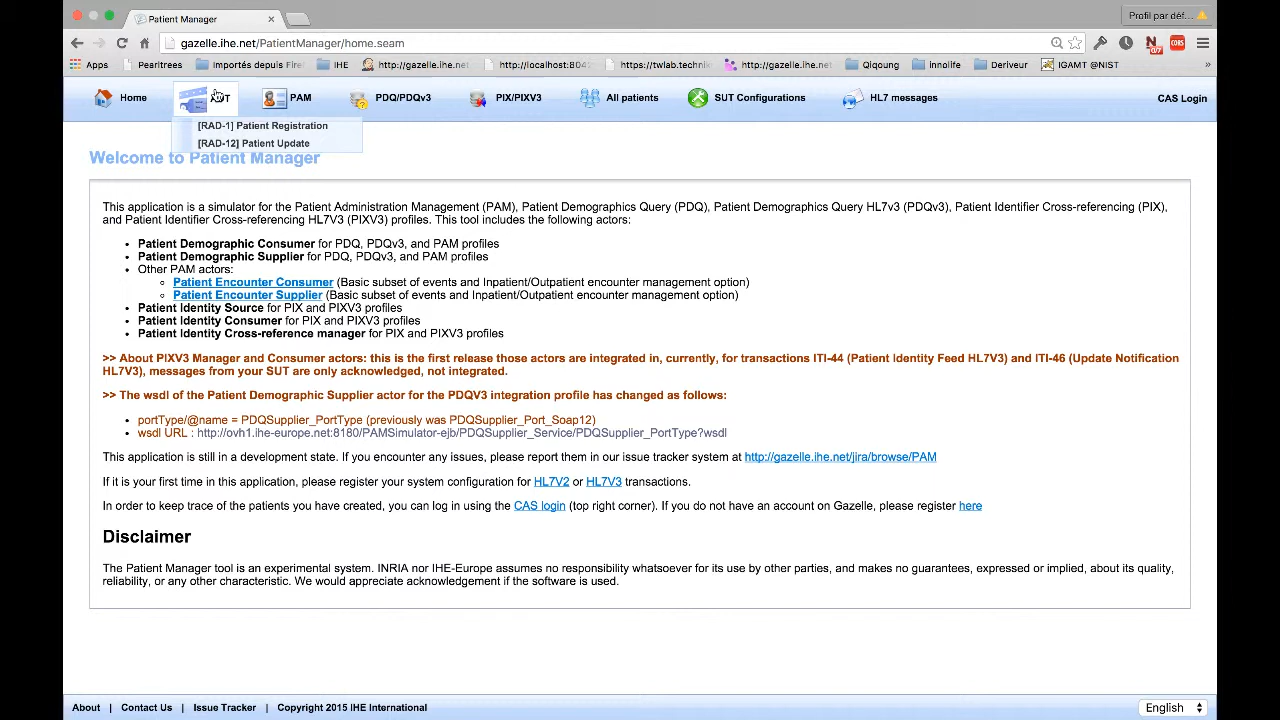 Patient Manager
Profil par déf...
gazelle.ihe.net/PatientManager/home.seam
Apps Pearltrees importés depuis Firef IHE http://gazelle.ihe.ne http://localhost:804 https://twlab.technik http://gazelle.ihe.ne Qiqoung innolife Deriveur IGAMT @NIST »
0/7 CORS
Home PAM PDQ/PDQv3 PIX/PIXV3 All patients SUT Configurations HL7 messages CAS Login
[RAD-1] Patient Registration
[RAD-12] Patient Update
Welcome to Patient Manager
This application is a simulator for the Patient Administration Management (PAM), Patient Demographics Query (PDQ), Patient Demographics Query HL7v3 (PDQv3), Patient Identifier Cross-referencing (PIX),
and Patient Identifier Cross-referencing HL7V3 (PIXV3) profiles. This tool includes the following actors:
• Patient Demographic Consumer for PDQ, PDQv3, and PAM profiles
• Patient Demographic Supplier for PDQ, PDQv3, and PAM profiles
• Other PAM actors:
◦ Patient Encounter Consumer (Basic subset of events and Inpatient/Outpatient encounter management option)
◦ Patient Encounter Supplier (Basic subset of events and Inpatient/Outpatient encounter management option)
• Patient Identity Source for PIX and PIXV3 profiles
• Patient Identity Consumer for PIX and PIXV3 profiles
• Patient Identity Cross-reference manager for PIX and PIXV3 profiles
>> About PIXV3 Manager and Consumer actors: this is the first release those actors are integrated in, currently, for transactions ITI-44 (Patient Identity Feed HL7V3) and ITI-46 (Update Notification
HL7V3), messages from your SUT are only acknowledged, not integrated.
>> The wsdl of the Patient Demographic Supplier actor for the PDQV3 integration profile has changed as follows:
• portType/@name = PDQSupplier_PortType (previously was PDQSupplier_Port_Soap12)
• wsdl URL : http://ovh1.ihe-europe.net:8180/PAMSimulator-ejb/PDQSupplier_Service/PDQSupplier_PortType?wsdl
This application is still in a development state. If you encounter any issues, please report them in our issue tracker system at http://gazelle.ihe.net/jira/browse/PAM
If it is your first time in this application, please register your system configuration for HL7V2 or HL7V3 transactions.
In order to keep trace of the patients you have created, you can log in using the CAS login (top right corner). If you do not have an account on Gazelle, please register here
Disclaimer
The Patient Manager tool is an experimental system. INRIA nor IHE-Europe assumes no responsibility whatsoever for its use by other parties, and makes no guarantees, expressed or implied, about its quality,
reliability, or any other characteristic. We would appreciate acknowledgement if the software is used.
About | Contact Us | Issue Tracker | Copyright 2015 IHE International English